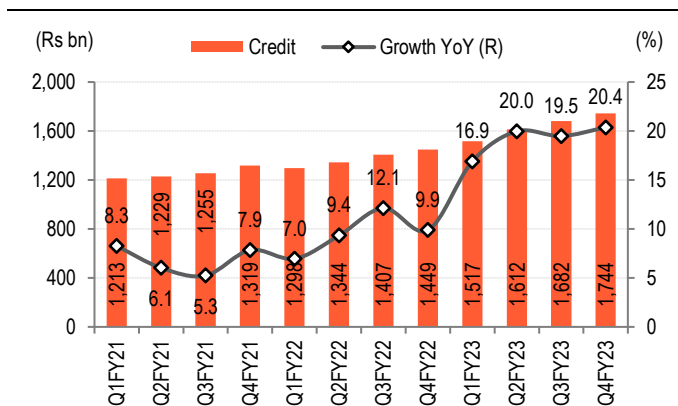 (Rs bn) Credit Growth YoY (R) (%)
2,000 1,600 1,200 800 400 0
25 20 15 10 5 0
8.3 6.1 5.3 7.9 7.0 9.4 12.1 9.9 16.9 20.0 19.5 20.4
1,213 1,229 1,255 1,319 1,298 1,344 1,407 1,449 1,517 1,612 1,682 1,744
Q1FY21 Q2FY21 Q3FY21 Q4FY21 Q1FY22 Q2FY22 Q3FY22 Q4FY22 Q1FY23 Q2FY23 Q3FY23 Q4FY23